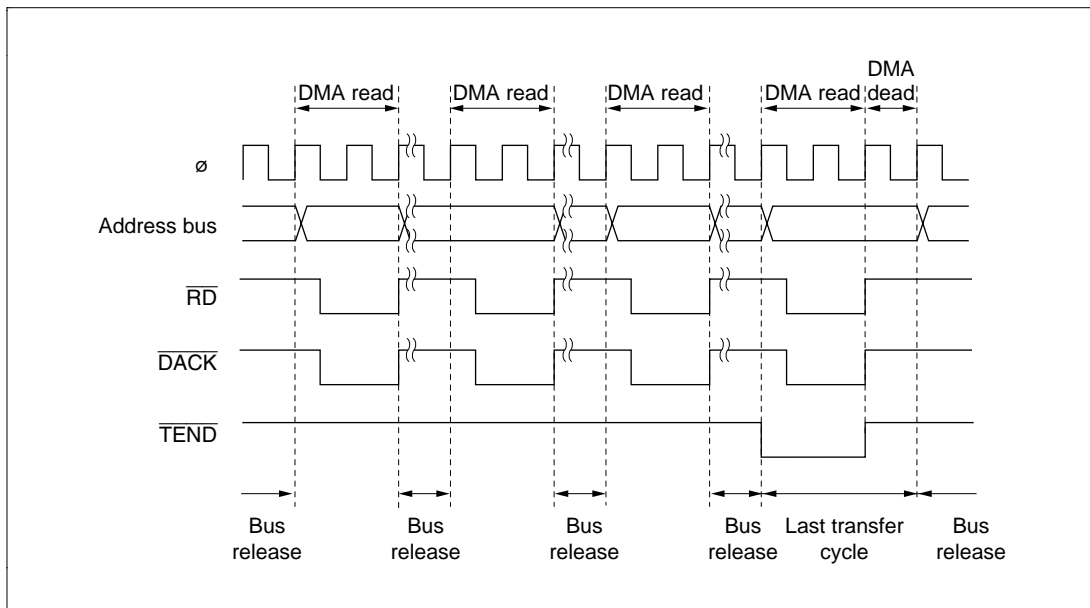 DMA
DMA read DMA read DMA read DMA read dead
ø
Address bus
RD
DACK
TEND
Bus release
Bus release
Bus release
Bus release
Last transfer cycle
Bus release